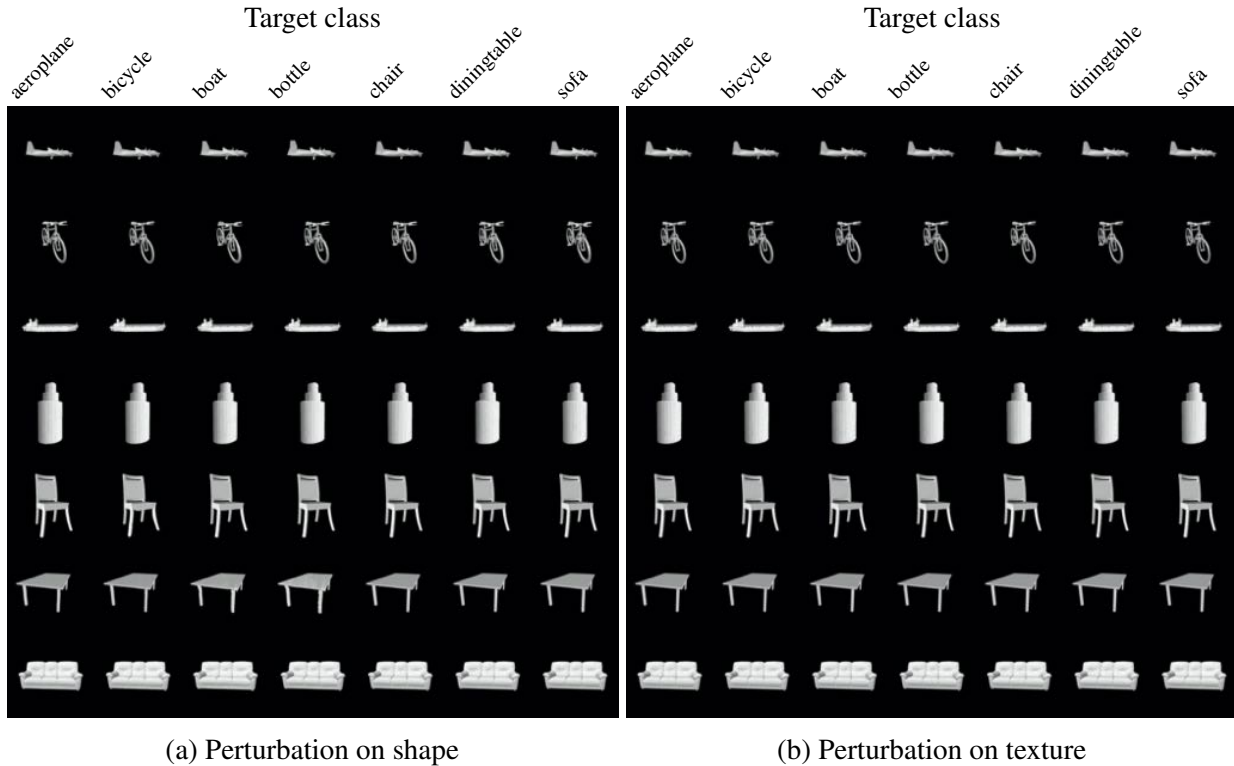 Target class
aeroplane
bicycle
boat
bottle
chair
diningtable
sofa
Target class
aeroplane
bicycle
boat
bottle
chair
diningtable
sofa
(a) Perturbation on shape
(b) Perturbation on texture